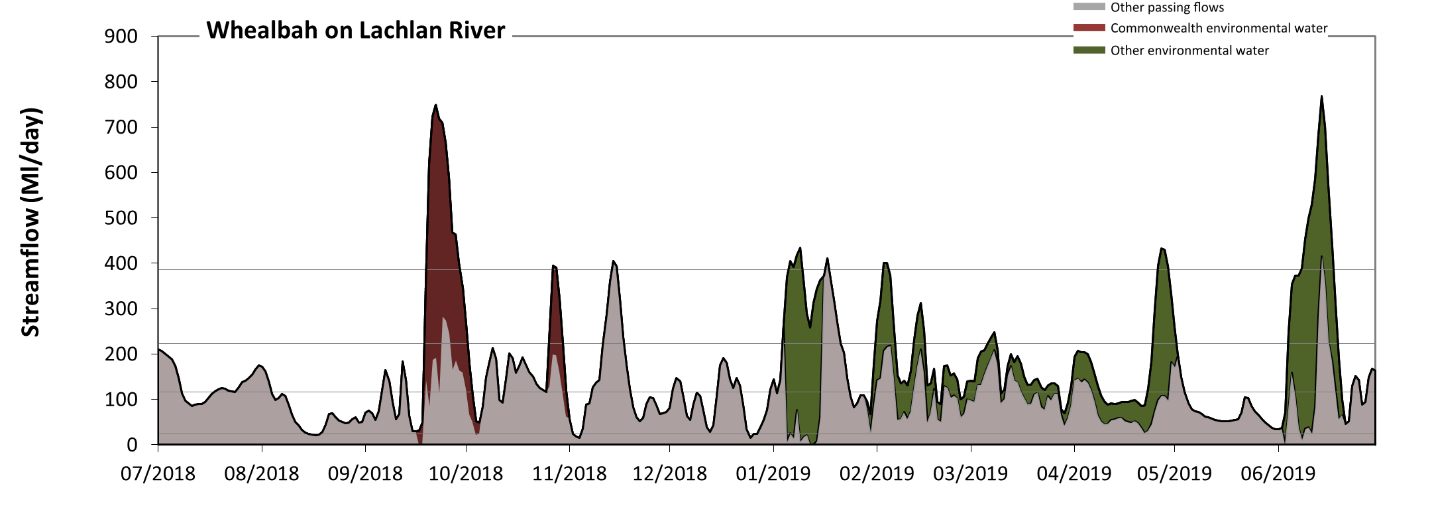 Other passing flows
Whealbah on Lachlan River
Commonwealth environmental water
Other environmental water
Streamflow (Ml/day)
900
800
700
600
500
400
300
200
100
0
07/2018 08/2018 09/2018 10/2018 11/2018 12/2018 01/2019 02/2019 03/2019 04/2019 05/2019 06/2019